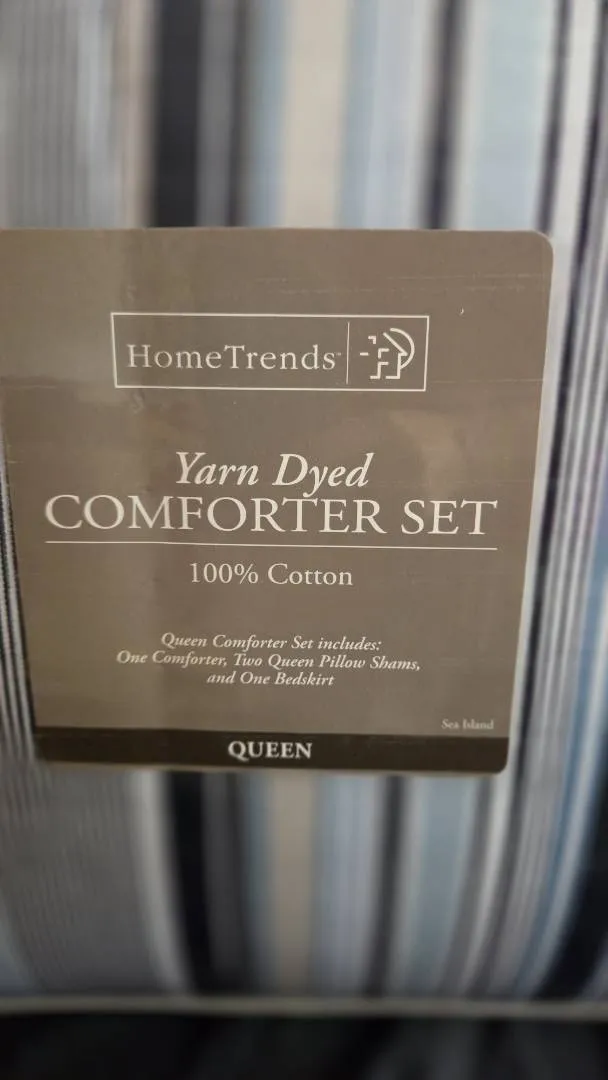 HomeTrends
Yarn Dyed
COMFORTER SET
100% Cotton
Queen Comforter Set includes:
One Comforter, Two Queen Pillow Shams,
and One Bedskirt
Sea Island
QUEEN